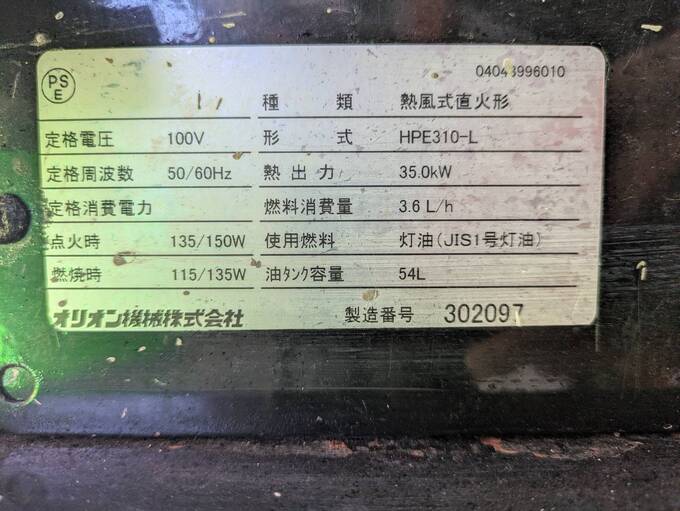 PS
E
04043996010
種類 熱風式直火形
定格電圧 100V 形式 HPE310-L
定格周波数 50/60Hz 熱出力 35.0kW
定格消費電力 燃料消費量 3.6 L/h
点火時 135/150W 使用燃料 灯油(JIS1号灯油)
燃焼時 115/135W 油タンク容量 54L
オリオン機械株式会社 製造番号 302097